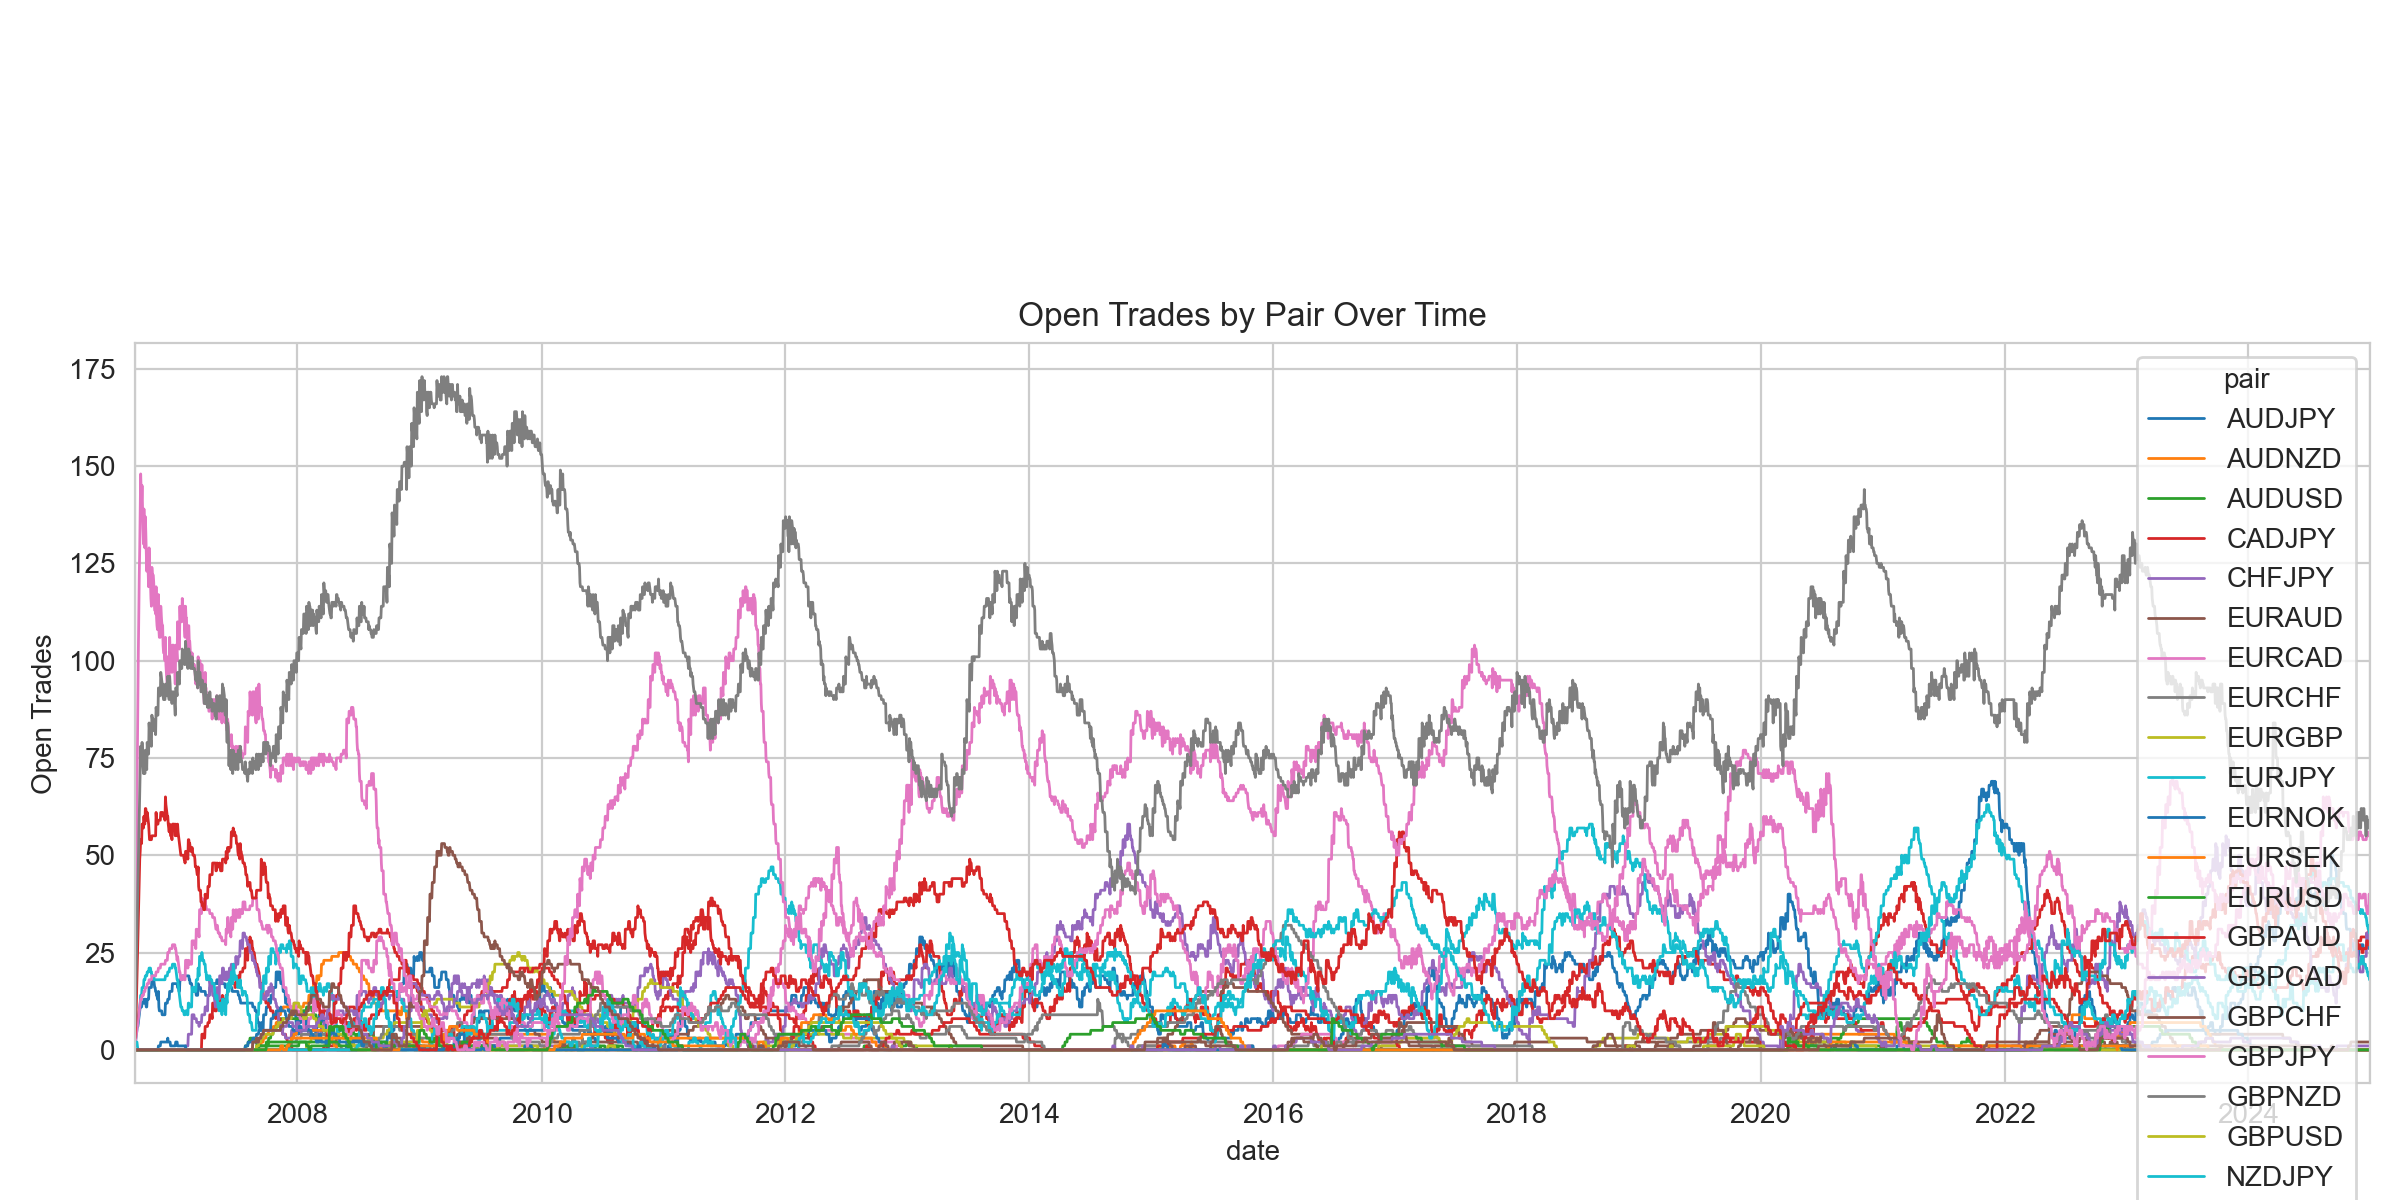 Open Trades by Pair Over Time
Open Trades
175
150
125
100
75
50
25
0
2008
2010
2012
2014
2016
2018
2020
2022
2024
date
pair
AUDJPY
AUDNZD
AUDUSD
CADJPY
CHFJPY
EURAUD
EURCAD
EURCHF
EURGBP
EURJPY
EURNOK
EURSEK
EURUSD
GBPAUD
GBPCAD
GBPCHF
GBPJPY
GBPNZD
GBPUSD
NZDJPY